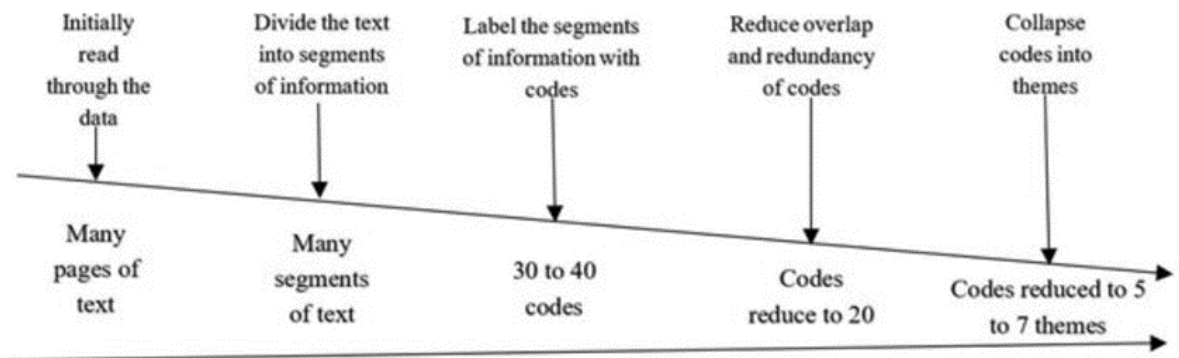 Initially
read
through the
data
Divide the text
into segments
of information
Label the segments
of information with
codes
Reduce overlap
and redundancy
of codes
Collapse
codes into
themes
Many
pages of
text
Many
segments
of text
30 to 40
codes
Codes
reduce to 20
Codes reduced to 5
to 7 themes